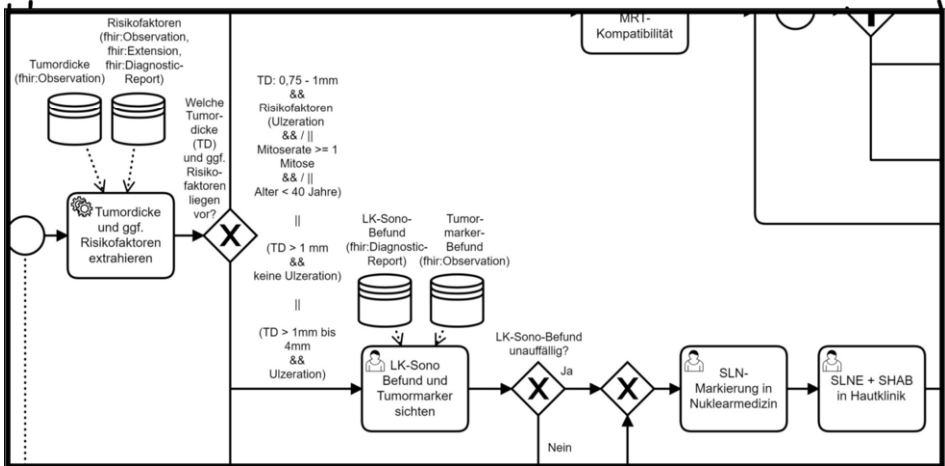 MRT-
Kompatibilität
Risikofaktoren
(fhir:Observation,
fhir:Extension,
fhir:Diagnostic-
Report)
Tumordicke
(fhir:Observation)
Welche
Tumor-
dicke
(TD)
und ggf.
Risiko-
faktoren
liegen
vor?
Tumordicke
und ggf.
Risikofaktoren
extrahieren
X
TD: 0,75 - 1mm
&&
Risikofaktoren
(Ulzeration
&& / ||
Mitoserate >= 1
Mitose
&& / ||
Alter < 40 Jahre)
||
(TD > 1 mm
&&
keine Ulzeration)
||
(TD > 1mm bis
4mm
&&
Ulzeration)
LK-Sono-
Befund
(fhir:Diagnostic-
Report)
Tumor-
marker-
Befund
(fhir:Observation)
LK-Sono
Befund und
Tumormarker
sichten
LK-Sono-Befund
unauffällig?
X
Ja
Nein
X
SLN-
Markierung in
Nuklearmedizin
SLNE + SHAB
in Hautklinik